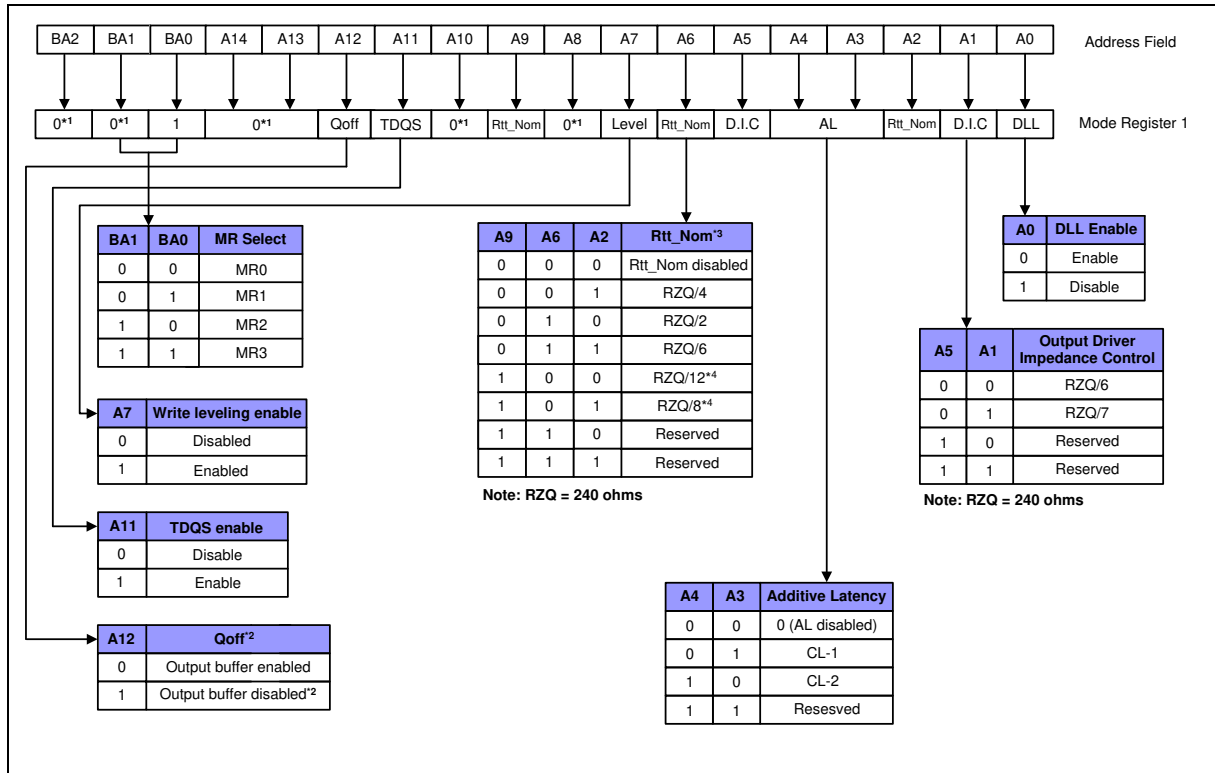 BA2 BA1 BA0 A14 A13 A12 A11 A10 A9 A8 A7 A6 A5 A4 A3 A2 A1 A0 Address Field
0*1 0*1 1 0*1 Qoff TDQS 0*1 Rtt_Nom 0*1 Level Rtt_Nom D.I.C AL Rtt_Nom D.I.C DLL Mode Register 1
BA1 BA0 MR Select
0 0 MR0
0 1 MR1
1 0 MR2
1 1 MR3
A7 Write leveling enable
0 Disabled
1 Enabled
A11 TDQS enable
0 Disable
1 Enable
A12 Qoff*2
0 Output buffer enabled
1 Output buffer disabled*2
A9 A6 A2 Rtt_Nom*3
0 0 0 Rtt_Nom disabled
0 0 1 RZQ/4
0 1 0 RZQ/2
0 1 1 RZQ/6
1 0 0 RZQ/12*4
1 0 1 RZQ/8*4
1 1 0 Reserved
1 1 1 Reserved
Note: RZQ = 240 ohms
A4 A3 Additive Latency
0 0 0 (AL disabled)
0 1 CL-1
1 0 CL-2
1 1 Resesved
A0 DLL Enable
0 Enable
1 Disable
A5 A1 Output Driver
Impedance Control
0 0 RZQ/6
0 1 RZQ/7
1 0 Reserved
1 1 Reserved
Note: RZQ = 240 ohms